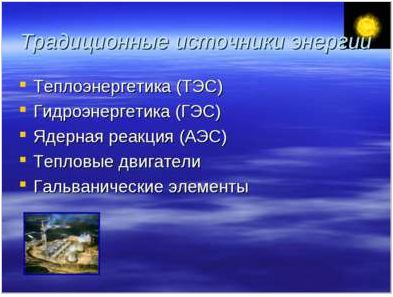 Традиционные источники энергии
Теплоэнергетика (ТЭС)
Гидроэнергетика (ГЭС)
Ядерная реакция (АЭС)
Тепловые двигатели
Гальванические элементы